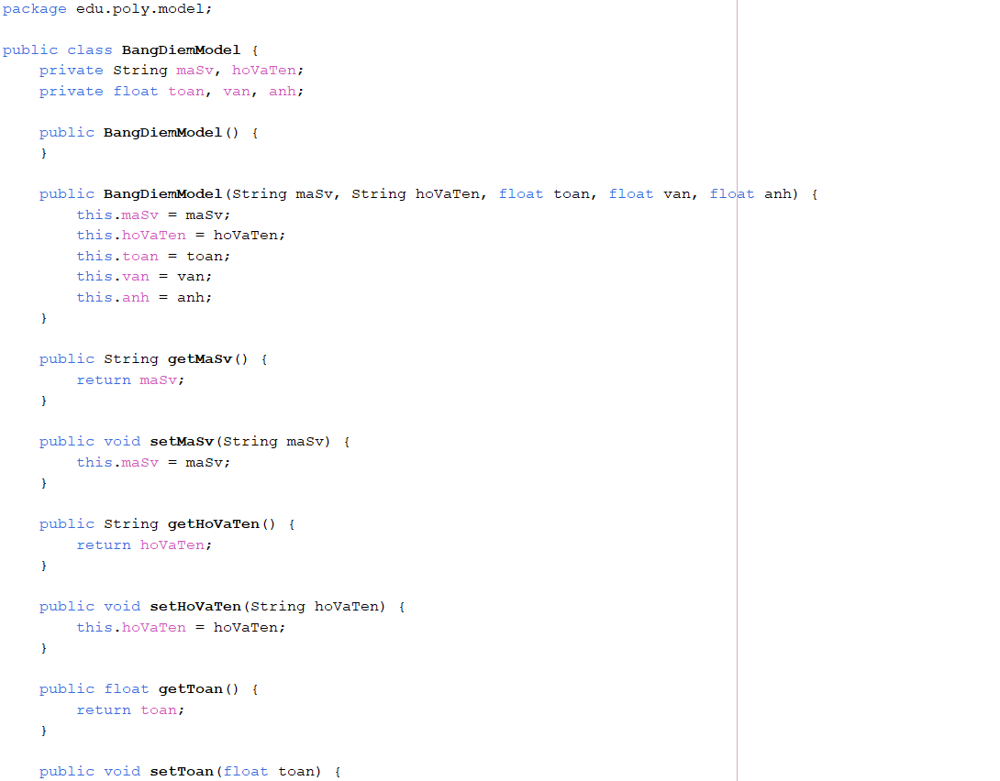 package edu.poly.model;
public class BangDiemModel {
private String maSv, hoVaTen;
private float toan, van, anh;
public BangDiemModel() {
}
public BangDiemModel(String maSv, String hoVaTen, float toan, float van, float anh) {
this.maSv = maSv;
this.hoVaTen = hoVaTen;
this.toan = toan;
this.van = van;
this.anh = anh;
}
public String getMaSv() {
return maSv;
}
public void setMaSv(String maSv) {
this.maSv = maSv;
}
public String getHoVaTen() {
return hoVaTen;
}
public void setHoVaTen(String hoVaTen) {
this.hoVaTen = hoVaTen;
}
public float getToan() {
return toan;
}
public void setToan(float toan) {